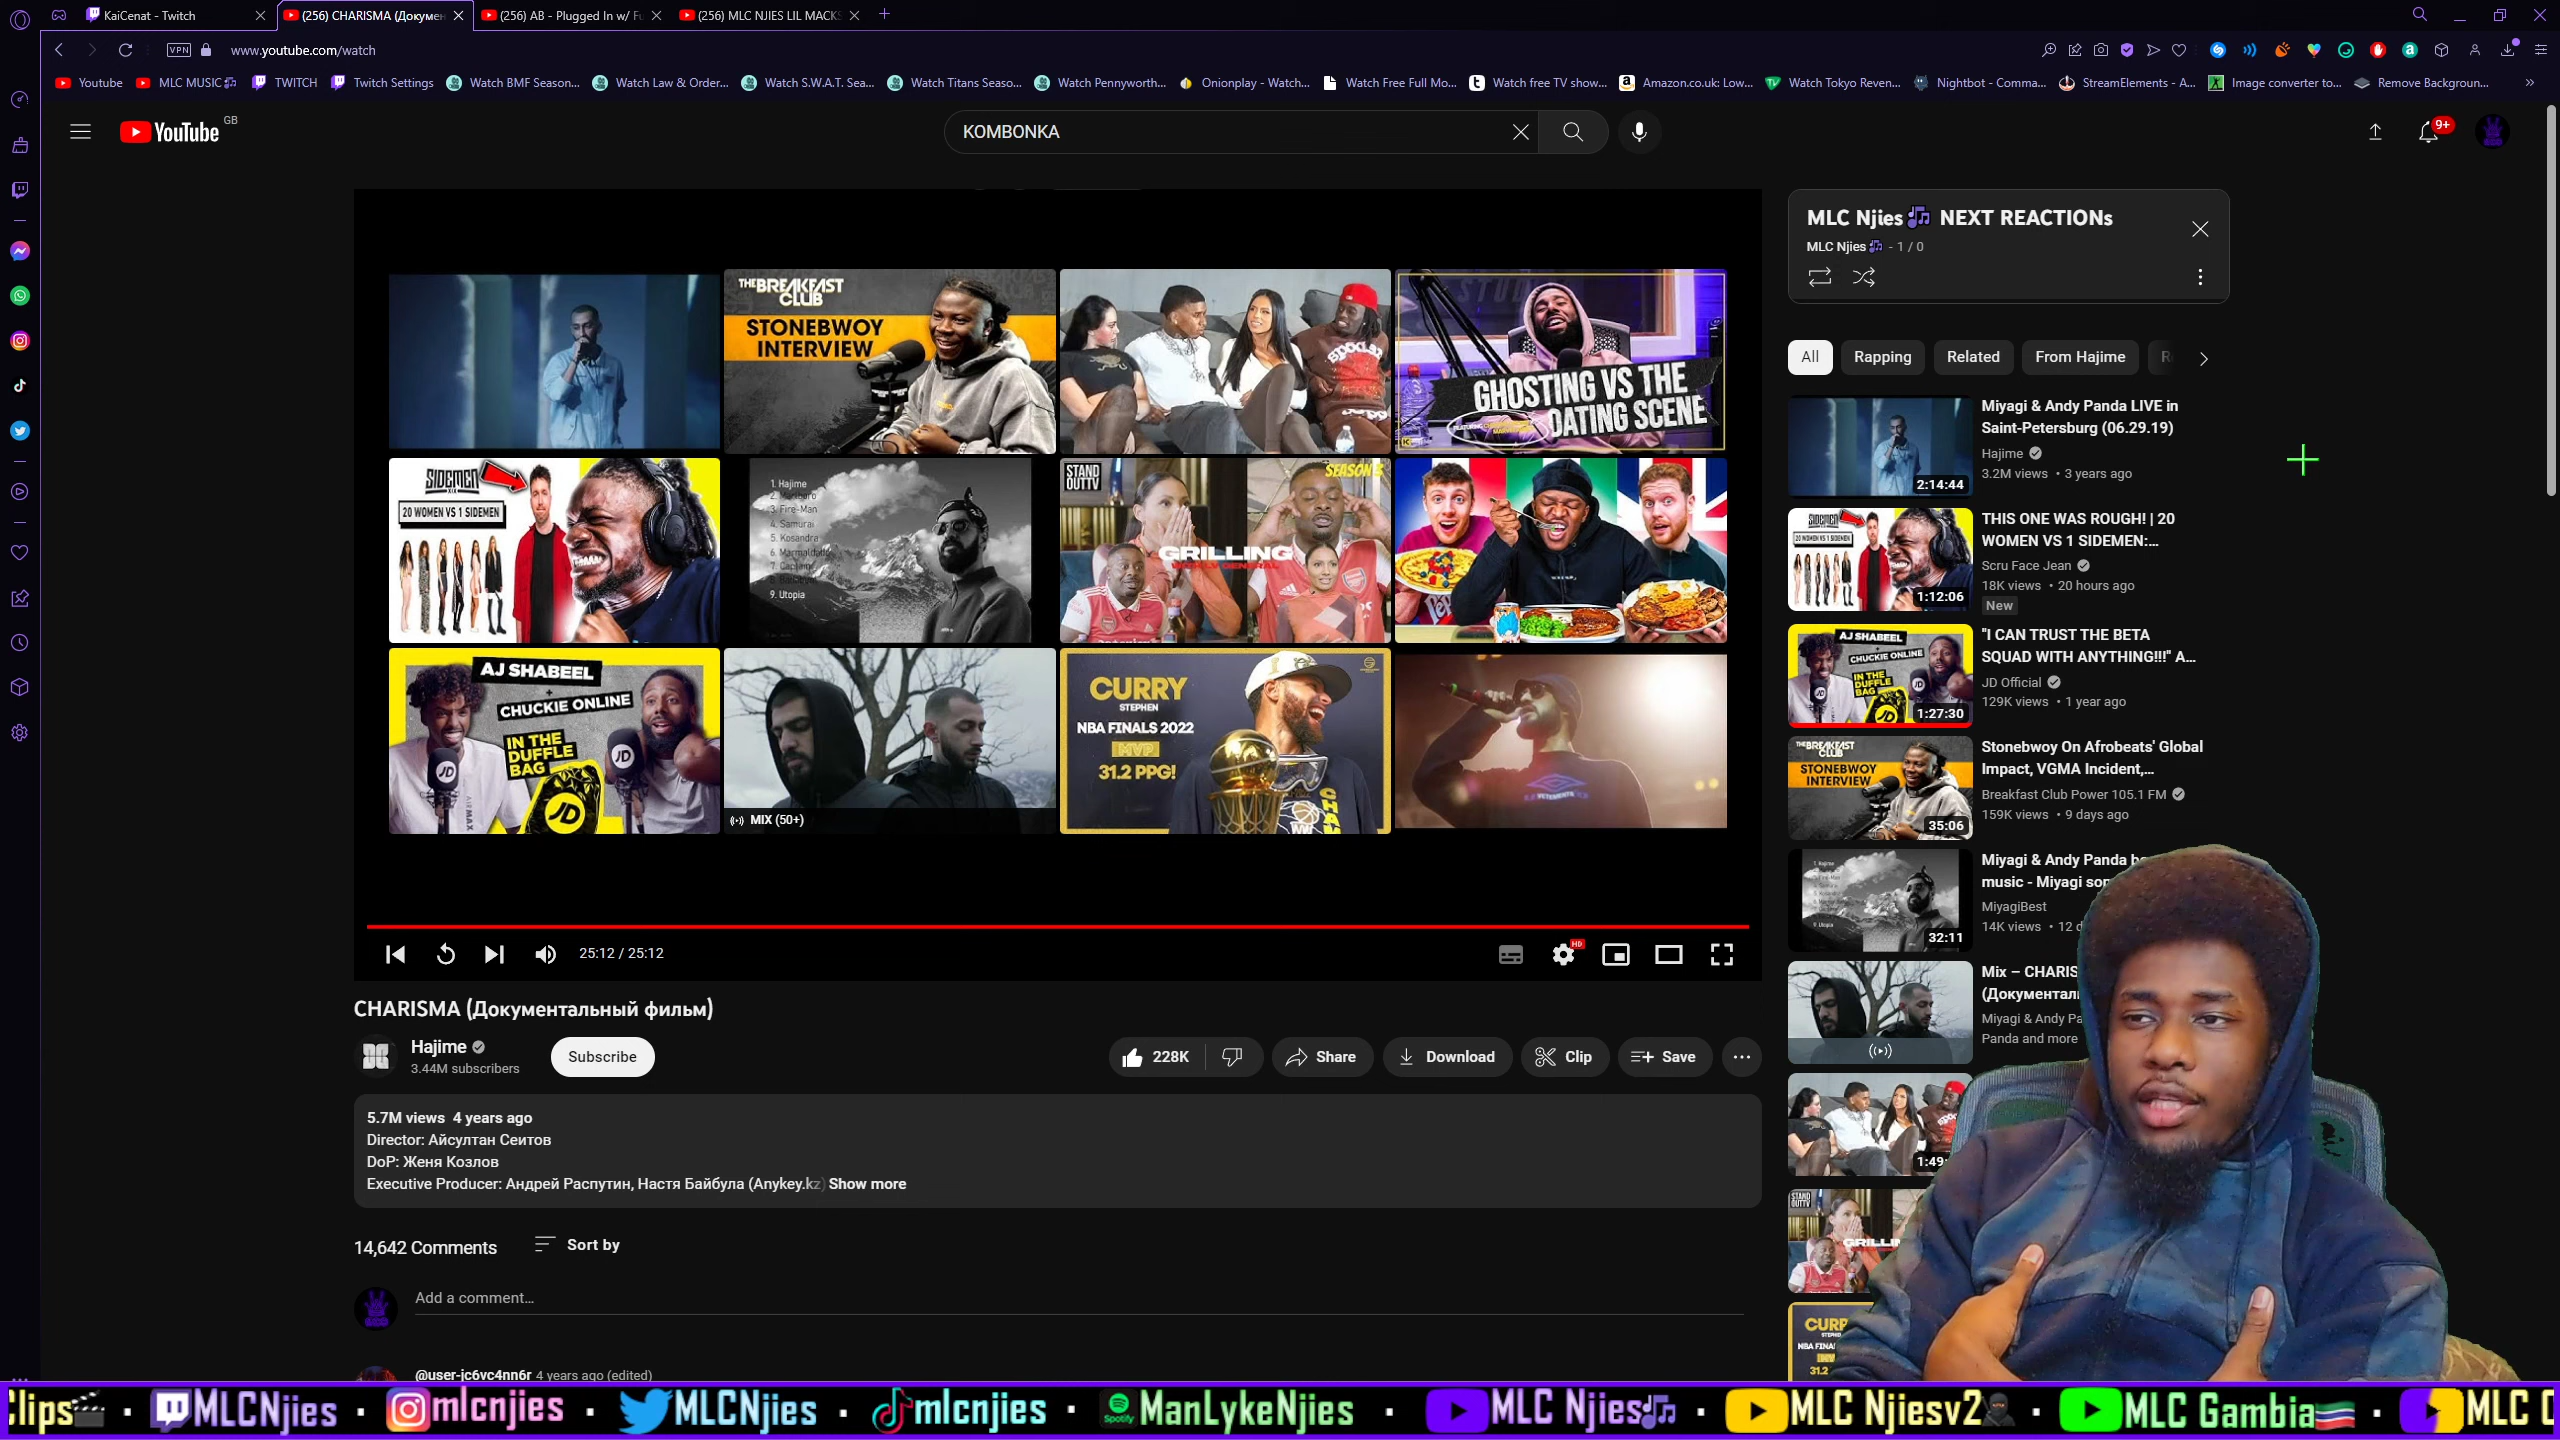 KaiCenat - Twitch
(256) CHARISMA (Докумен
(256) AB - Plugged In w/ Fu
(256) MLC NJIES LIL MACKS
VPN
www.youtube.com/watch
Youtube
MLC MUSIC
TWITCH
Twitch Settings
Watch BMF Season...
Watch Law & Order...
Watch S.W.A.T. Sea...
Watch Titans Seaso...
Watch Pennyworth...
Onionplay - Watch...
Watch Free Full Mo...
Watch free TV show...
Amazon.co.uk: Low...
Watch Tokyo Reven...
Nightbot - Comma...
StreamElements - A...
Image converter to...
Remove Backgroun...
YouTube GB
KOMBONKA
9+
MLC Njies NEXT REACTIONs
MLC Njies - 1 / 0
All
Rapping
Related
From Hajime
THE BREAKFAST CLUB
STONEBWOY
INTERVIEW
GHOSTING VS THE
DATING SCENE
SIDEMEN
20 WOMEN VS 1 SIDEMEN
1. Hajime
3. Fire-Man
4. Samurai
5. Kosandra
9. Utopia
STAND
OUTTV
GRILLING
AJ SHABEEL
+
CHUCKIE ONLINE
IN THE
DUFFLE
BAG
JD
MIX (50+)
CURRY
STEPHEN
NBA FINALS 2022
MVP
31.2 PPG!
25:12 / 25:12
HD
Miyagi & Andy Panda LIVE in
Saint-Petersburg (06.29.19)
Hajime
3.2M views • 3 years ago
2:14:44
THIS ONE WAS ROUGH! | 20
WOMEN VS 1 SIDEMEN:...
Scru Face Jean
18K views • 20 hours ago
New
1:12:06
"I CAN TRUST THE BETA
SQUAD WITH ANYTHING!!!" A...
JD Official
129K views • 1 year ago
1:27:30
Stonebwoy On Afrobeats' Global
Impact, VGMA Incident,...
Breakfast Club Power 105.1 FM
159K views • 9 days ago
35:06
Miyagi & Andy Panda
music - Miyagi
MiyagiBest
14K views • 12
32:11
Mix – CHARIS
(Документал
Miyagi & Andy
Panda and more
1:49:
CHARISMA (Документальный фильм)
Hajime
3.44M subscribers
Subscribe
228K
Share
Download
Clip
Save
5.7M views 4 years ago
Director: Айсултан Сеитов
DoP: Женя Козлов
Executive Producer: Андрей Распутин, Настя Байбула (Anykey.kz) Show more
14,642 Comments
Sort by
Add a comment...
@user-jc6vc4nn6r 4 years ago (edited)
lips · MLCNjies · mlcnjies · MLCNjies · mlcnjies · ManLykeNjies · MLC Njies · MLC Njiesv2 · MLC Gambia · MLC